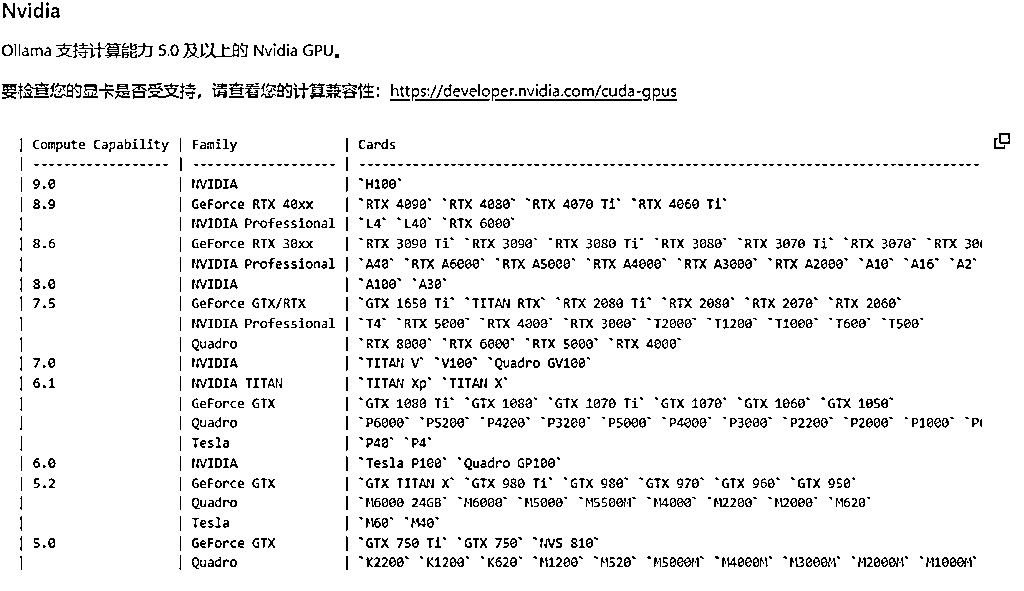 Nvidia
Ollama 支持计算能力 5.0 及以上的 Nvidia GPU。
要检查您的显卡是否受支持，请查看您的计算兼容性：https://developer.nvidia.com/cuda-gpus
| Compute Capability | Family | Cards
| ------------------ | ------------------- | --------------------------------------------------------------------------------
| 9.0 | NVIDIA | `H100`
| 8.9 | GeForce RTX 40xx | `RTX 4090` `RTX 4080` `RTX 4070 Ti` `RTX 4060 Ti`
| | NVIDIA Professional | `L4` `L40` `RTX 6000`
| 8.6 | GeForce RTX 30xx | `RTX 3090 Ti` `RTX 3090` `RTX 3080 Ti` `RTX 3080` `RTX 3070 Ti` `RTX 3070` `RTX
| | NVIDIA Professional | `A40` `RTX A6000` `RTX A5000` `RTX A4000` `RTX A3000` `RTX A2000` `A10` `A16` `A2`
| 8.0 | NVIDIA | `A100` `A30`
| 7.5 | GeForce GTX/RTX | `GTX 1650 Ti` `TITAN RTX` `RTX 2080 Ti` `RTX 2080` `RTX 2070` `RTX 2060`
| | NVIDIA Professional | `T4` `RTX 5000` `RTX 4000` `RTX 3000` `T2000` `T1200` `T1000` `T600` `T500`
| | Quadro | `RTX 8000` `RTX 6000` `RTX 5000` `RTX 4000`
| 7.0 | NVIDIA | `TITAN V` `V100` `Quadro GV100`
| 6.1 | NVIDIA TITAN | `TITAN Xp` `TITAN X`
| | GeForce GTX | `GTX 1080 Ti` `GTX 1080` `GTX 1070 Ti` `GTX 1070` `GTX 1060` `GTX 1050`
| | Quadro | `P6000` `P5200` `P4200` `P3200` `P5000` `P4000` `P3000` `P2200` `P2000` `P1000`
| | Tesla | `P40` `P4`
| 6.0 | NVIDIA | `Tesla P100` `Quadro GP100`
| 5.2 | GeForce GTX | `GTX TITAN X` `GTX 980 Ti` `GTX 980` `GTX 970` `GTX 960` `GTX 950`
| | Quadro | `M6000 24GB` `M6000` `M5000` `M5500M` `M4000` `M2200` `M2000` `M620`
| | Tesla | `M60` `M40`
| 5.0 | GeForce GTX | `GTX 750 Ti` `GTX 750` `NVS 810`
| | Quadro | `K2200` `K1200` `K620` `M1200` `M520` `M5000M` `M4000M` `M3000M` `M2000M` `M1000M`